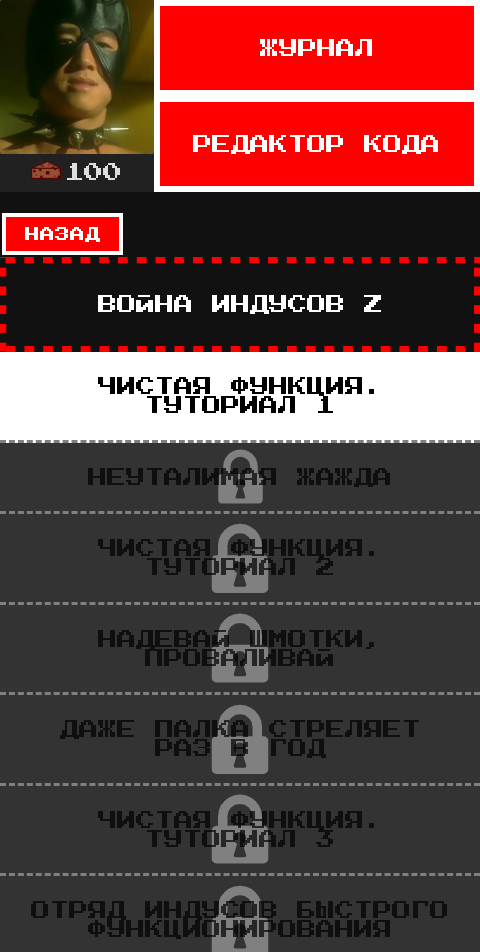 ЖУРНАЛ
РЕДАКТОР КОДА
100
НАЗАД
ВОЙНА ИНДУСОВ Z
ЧИСТАЯ ФУНКЦИЯ.
ТУТОРИАЛ 1
НЕУТАЛИМАЯ ЖАЖДА
ЧИСТАЯ ФУНКЦИЯ.
ТУТОРИАЛ 2
НАДЕВАЙ ШМОТКИ,
ПРОВАЛИВАЙ
ДАЖЕ ПАЛКА СТРЕЛЯЕТ
РАЗ В ГОД
ЧИСТАЯ ФУНКЦИЯ.
ТУТОРИАЛ 3
ОТРЯД ИНДУСОВ БЫСТРОГО
ФУНКЦИОНИРОВАНИЯ